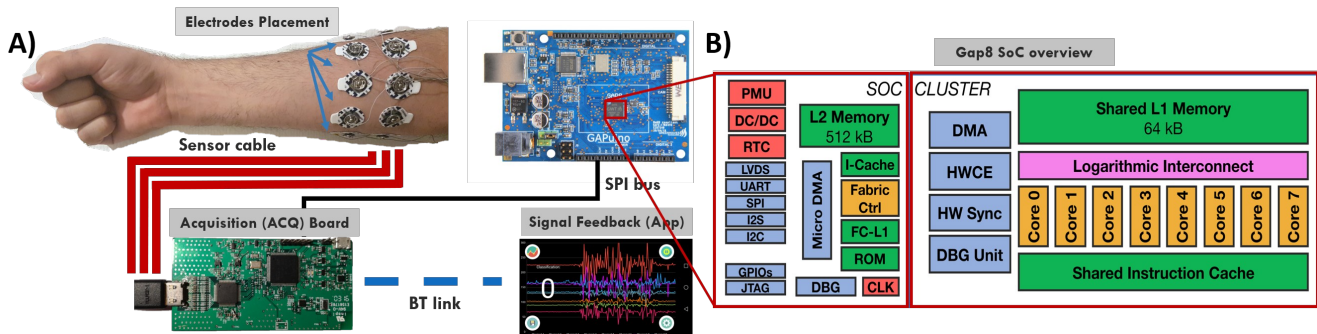 A)
Electrodes Placement
Sensor cable
Acquisition (ACQ) Board
BT link
Signal Feedback (App)
Classification
0
GAPuino
SPI bus
B)
Gap8 SoC overview
SOC
CLUSTER
PMU
DC/DC
RTC
LVDS
UART
SPI
I2S
I2C
GPIOs
JTAG
L2 Memory
512 kB
Micro DMA
I-Cache
Fabric
Ctrl
FC-L1
ROM
DBG
CLK
DMA
HWCE
HW Sync
DBG Unit
Shared L1 Memory
64 kB
Logarithmic Interconnect
Core 0
Core 1
Core 2
Core 3
Core 4
Core 5
Core 6
Core 7
Shared Instruction Cache